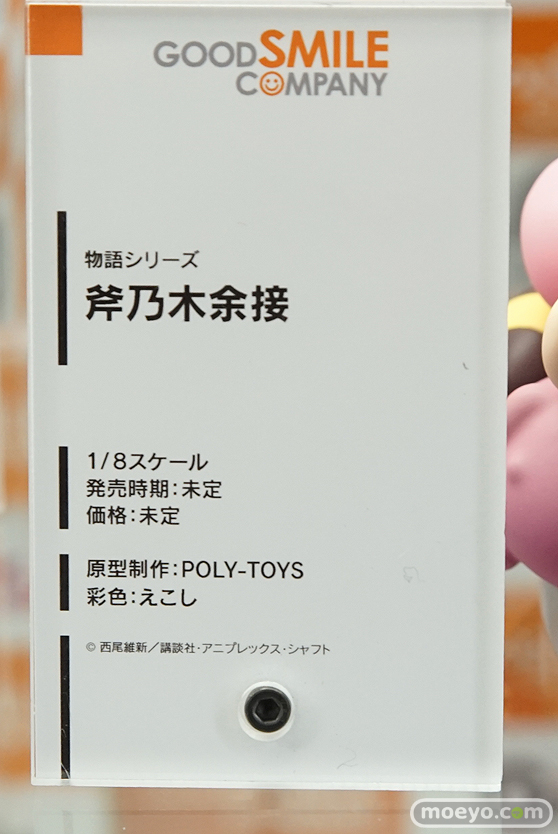 GOODSMILE
COMPANY
物語シリーズ
斧乃木余接
1/8スケール
発売時期：未定
価格：未定
原型制作：POLY-TOYS
彩色：えこし
© 西尾維新／講談社・アニプレックス・シャフト
moeyo.com